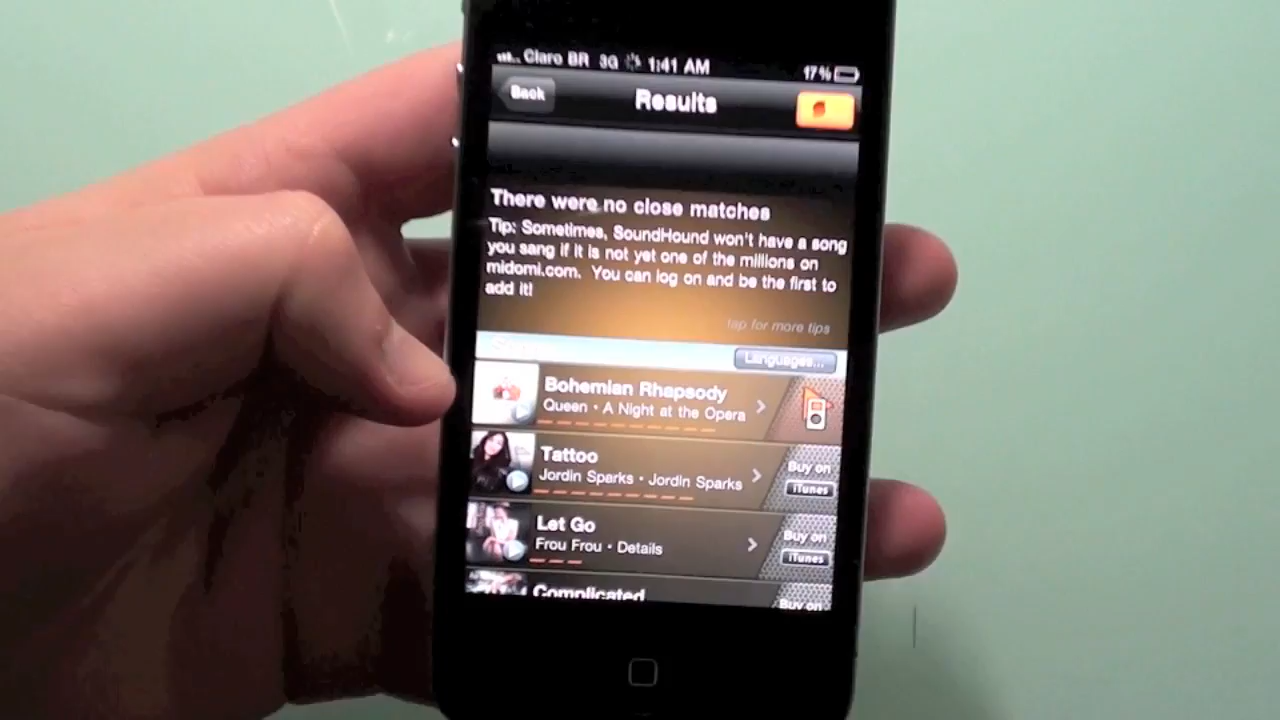 Claro BR 3G 1:41 AM 17%
Back Results
There were no close matches
Tip: Sometimes, SoundHound won't have a song
you sang if it is not yet one of the millions on
midomi.com. You can log on and be the first to
add it!
tap for more tips
Languages...
Bohemian Rhapsody
Queen • A Night at the Opera
Tattoo
Jordin Sparks • Jordin Sparks
Buy on
iTunes
Let Go
Frou Frou • Details
Buy on
iTunes
Complicated
Buy on